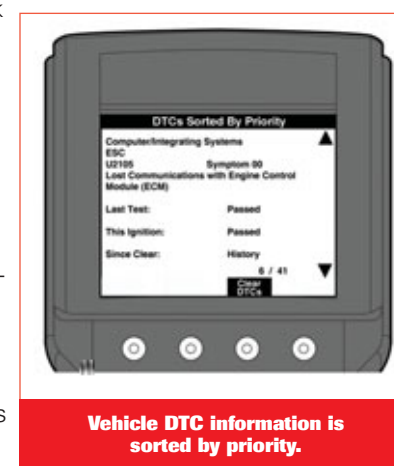 DTCs Sorted By Priority
Computer/Integrating Systems
ESC
U2105 Symptom 00
Lost Communications with Engine Control
Module (ECM)
Last Test: Passed
This Ignition: Passed
Since Clear: History
6 / 41
Clear
DTCs
Vehicle DTC information is
sorted by priority.